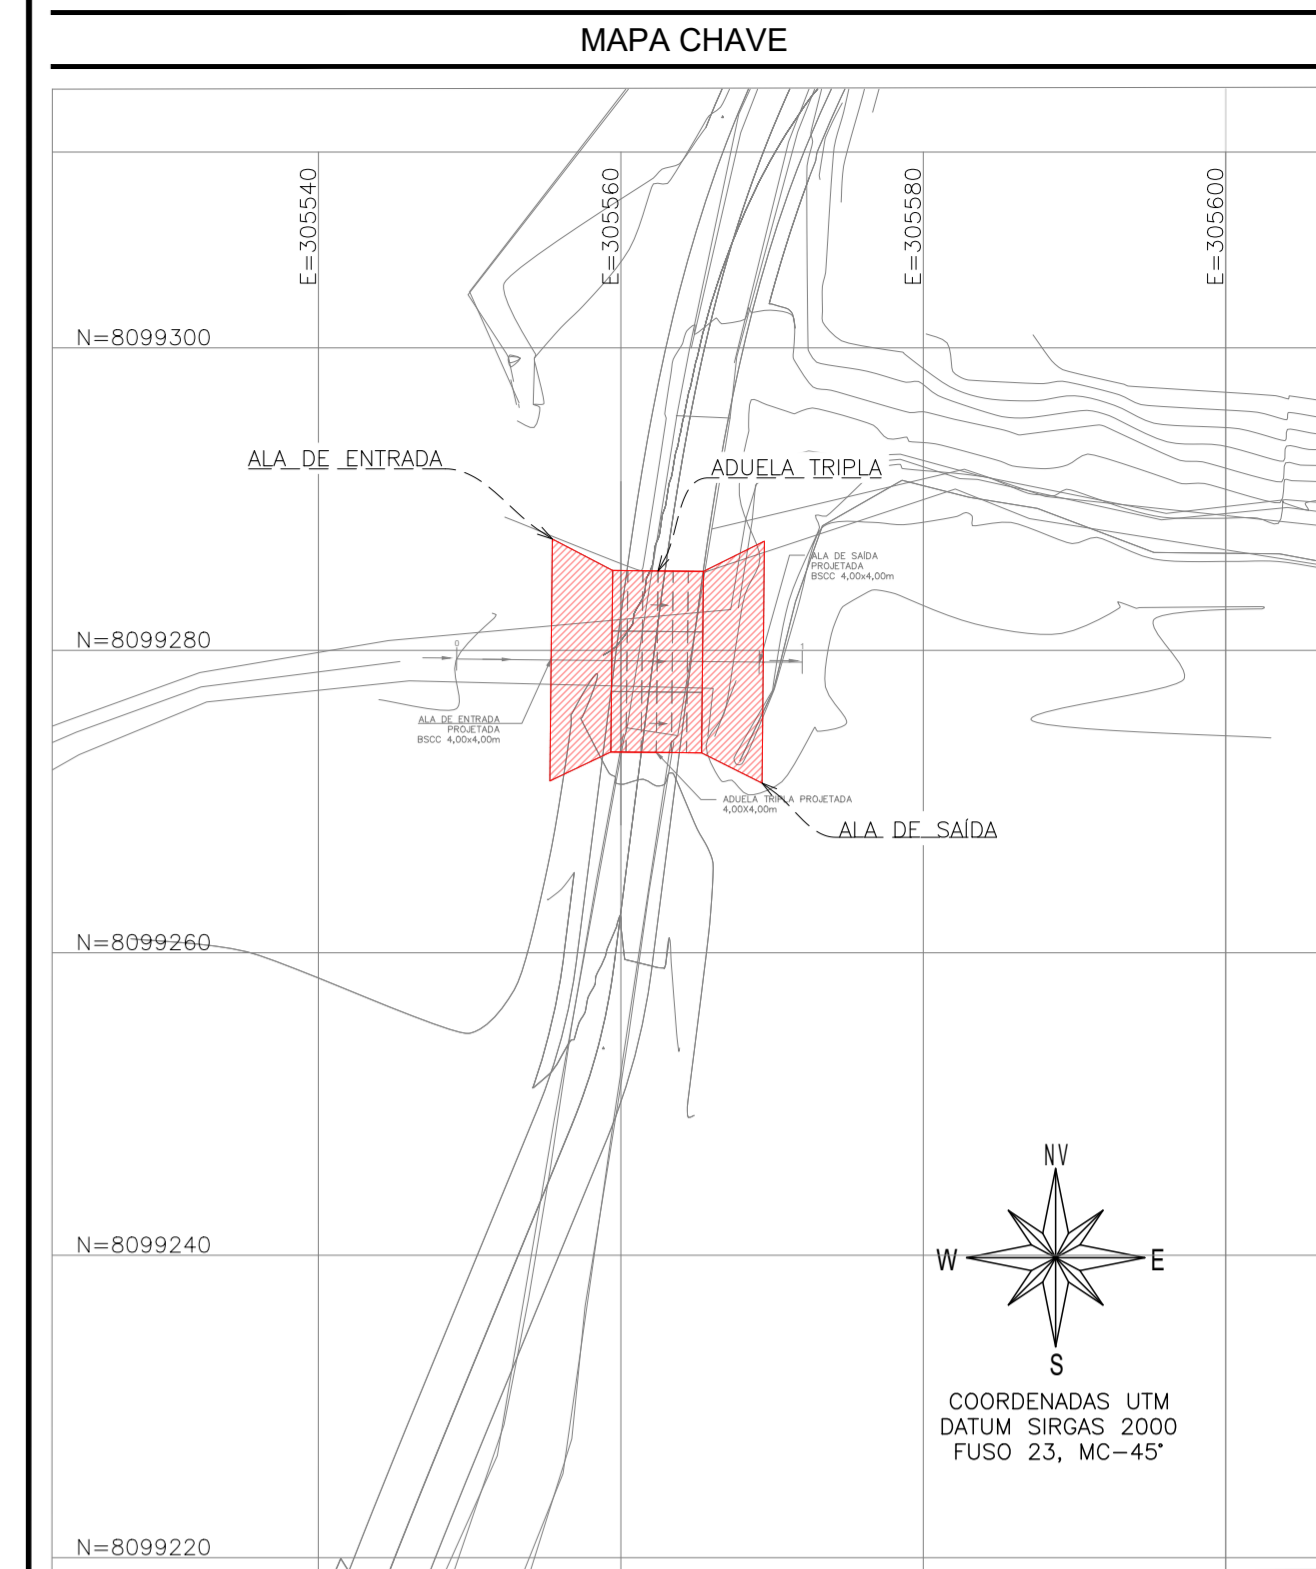 MAPA CHAVE
E=305540
E=305560
E=305580
E=305600
N=8099300
ALA DE ENTRADA
ADUELA TRIPLA
ALA DE SAÍDA
PROJETADA
BSCC 4,00x4,00m
N=8099280
ALA DE ENTRADA
PROJETADA
BSCC 4,00x4,00m
ADUELA TRIPLA PROJETADA
4,00X4,00m
ALA DE SAÍDA
N=8099260
NV
N=8099240
W
E
S
COORDENADAS UTM
DATUM SIRGAS 2000
FUSO 23, MC-45°
N=8099220